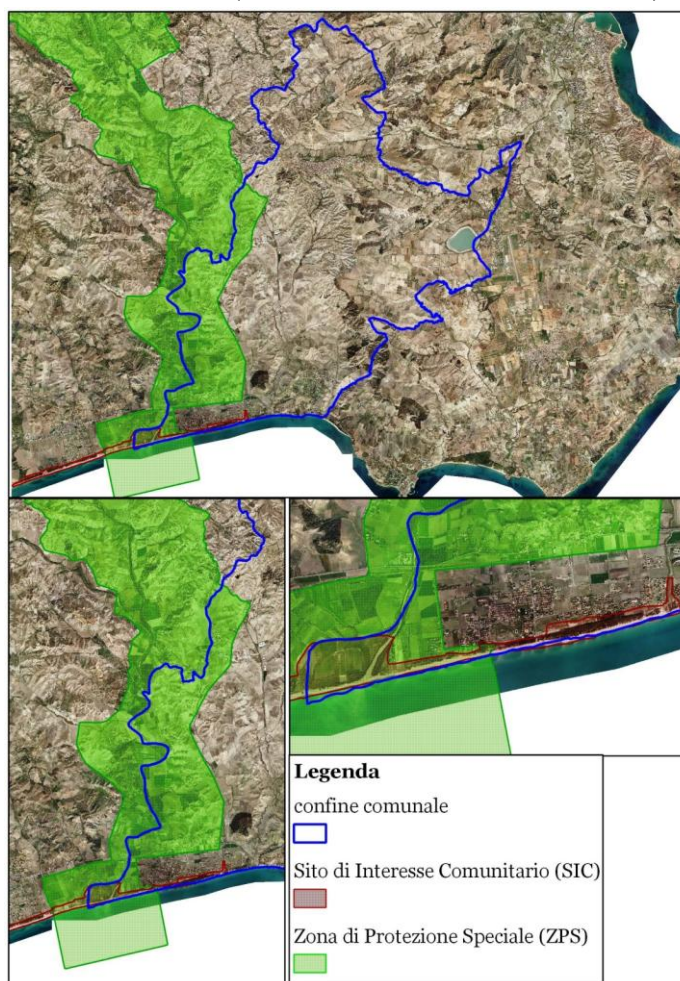 Legenda
confine comunale
Sito di Interesse Comunitario (SIC)
Zona di Protezione Speciale (ZPS)